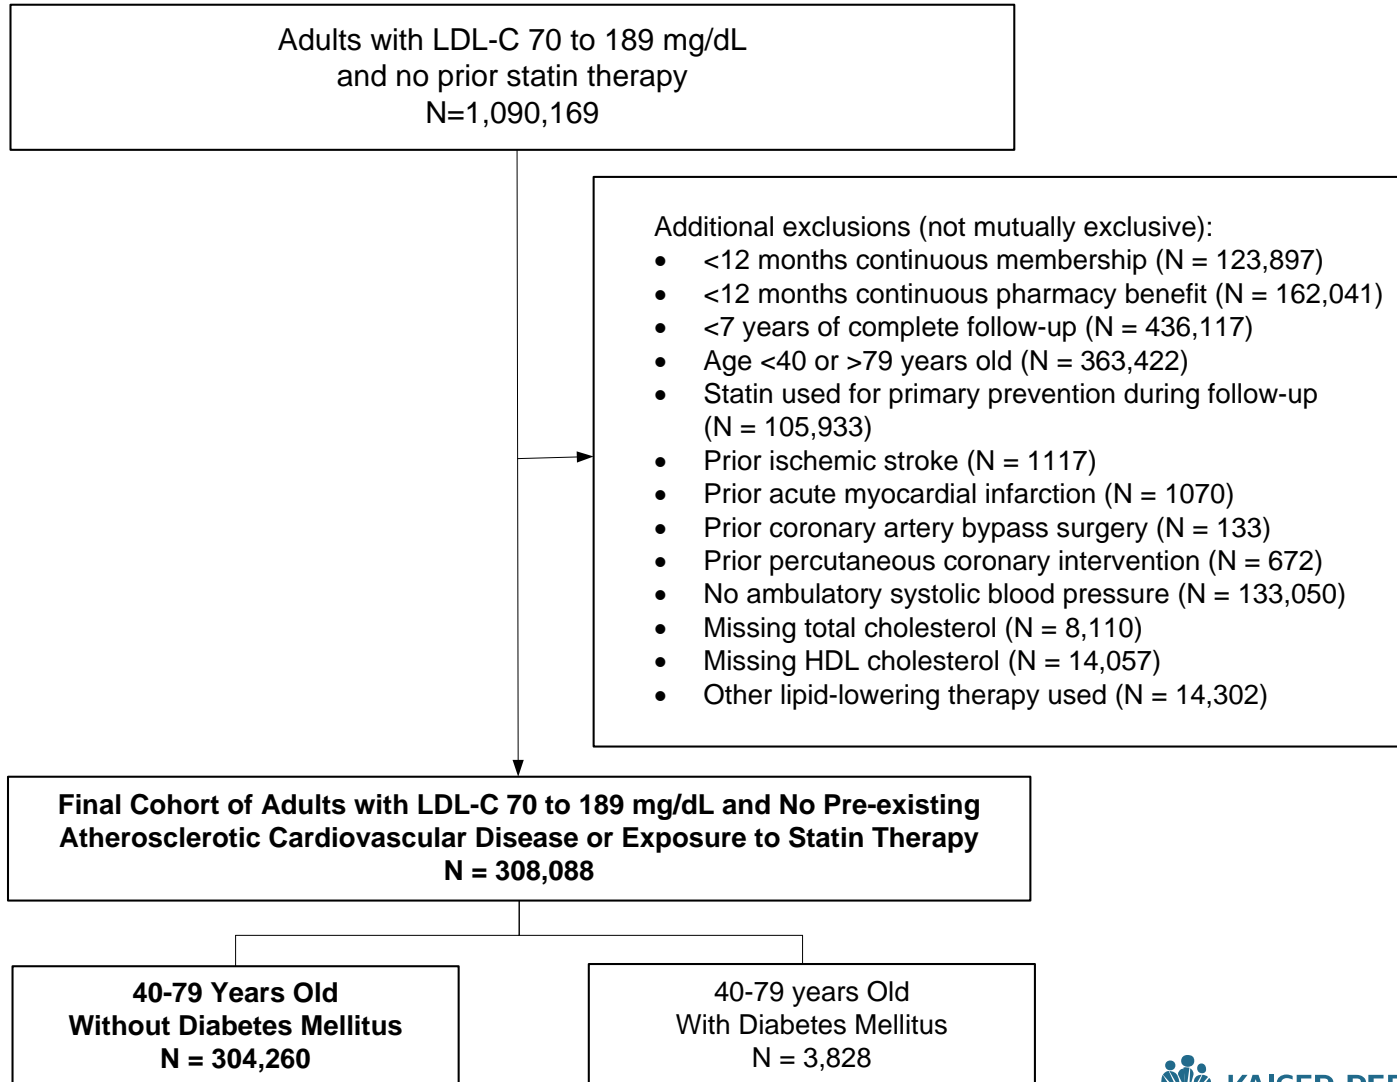 Adults with LDL-C 70 to 189 mg/dL
and no prior statin therapy
N=1,090,169
Additional exclusions (not mutually exclusive):
• <12 months continuous membership (N = 123,897)
• <12 months continuous pharmacy benefit (N = 162,041)
• <7 years of complete follow-up (N = 436,117)
• Age <40 or >79 years old (N = 363,422)
• Statin used for primary prevention during follow-up
(N = 105,933)
• Prior ischemic stroke (N = 1117)
• Prior acute myocardial infarction (N = 1070)
• Prior coronary artery bypass surgery (N = 133)
• Prior percutaneous coronary intervention (N = 672)
• No ambulatory systolic blood pressure (N = 133,050)
• Missing total cholesterol (N = 8,110)
• Missing HDL cholesterol (N = 14,057)
• Other lipid-lowering therapy used (N = 14,302)
Final Cohort of Adults with LDL-C 70 to 189 mg/dL and No Pre-existing
Atherosclerotic Cardiovascular Disease or Exposure to Statin Therapy
N = 308,088
40-79 Years Old
Without Diabetes Mellitus
N = 304,260
40-79 years Old
With Diabetes Mellitus
N = 3,828